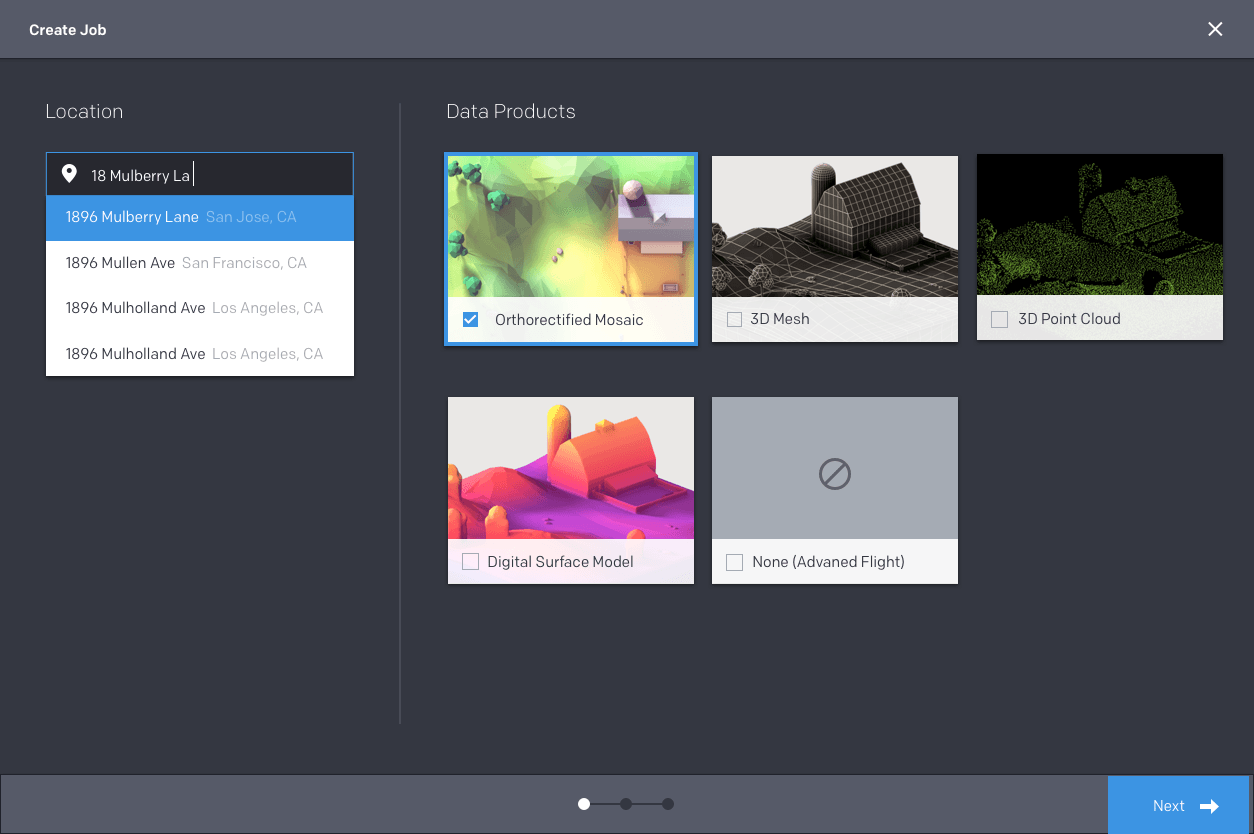 Create Job
Location
18 Mulberry La
1896 Mulberry Lane San Jose, CA
1896 Mullen Ave San Francisco, CA
1896 Mulholland Ave Los Angeles, CA
1896 Mulholland Ave Los Angeles, CA
Data Products
Orthorectified Mosaic
3D Mesh
3D Point Cloud
Digital Surface Model
None (Advaned Flight)
Next